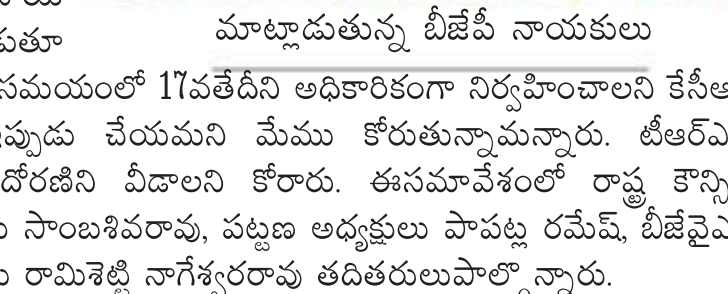 మాట్లాడుతున్న బీజేపీ నాయకులు
సమయంలో 17వతేదీని అధికారికంగా నిర్వహించాలని కేసీఆ
చేయమని మేము కోరుతున్నామన్నారు. టీఆర్ఎ
వీడాలని కోరారు. ఈసమావేశంలో రాష్ట్ర కౌన్సి
సాంబశివరావు, పట్టణ అధ్యక్షులు పాపట్ల రమేష్, బీజేవైఎ
రామిశెట్టి నాగేశ్వరరావు తదితరులుపాల్గొన్నారు.